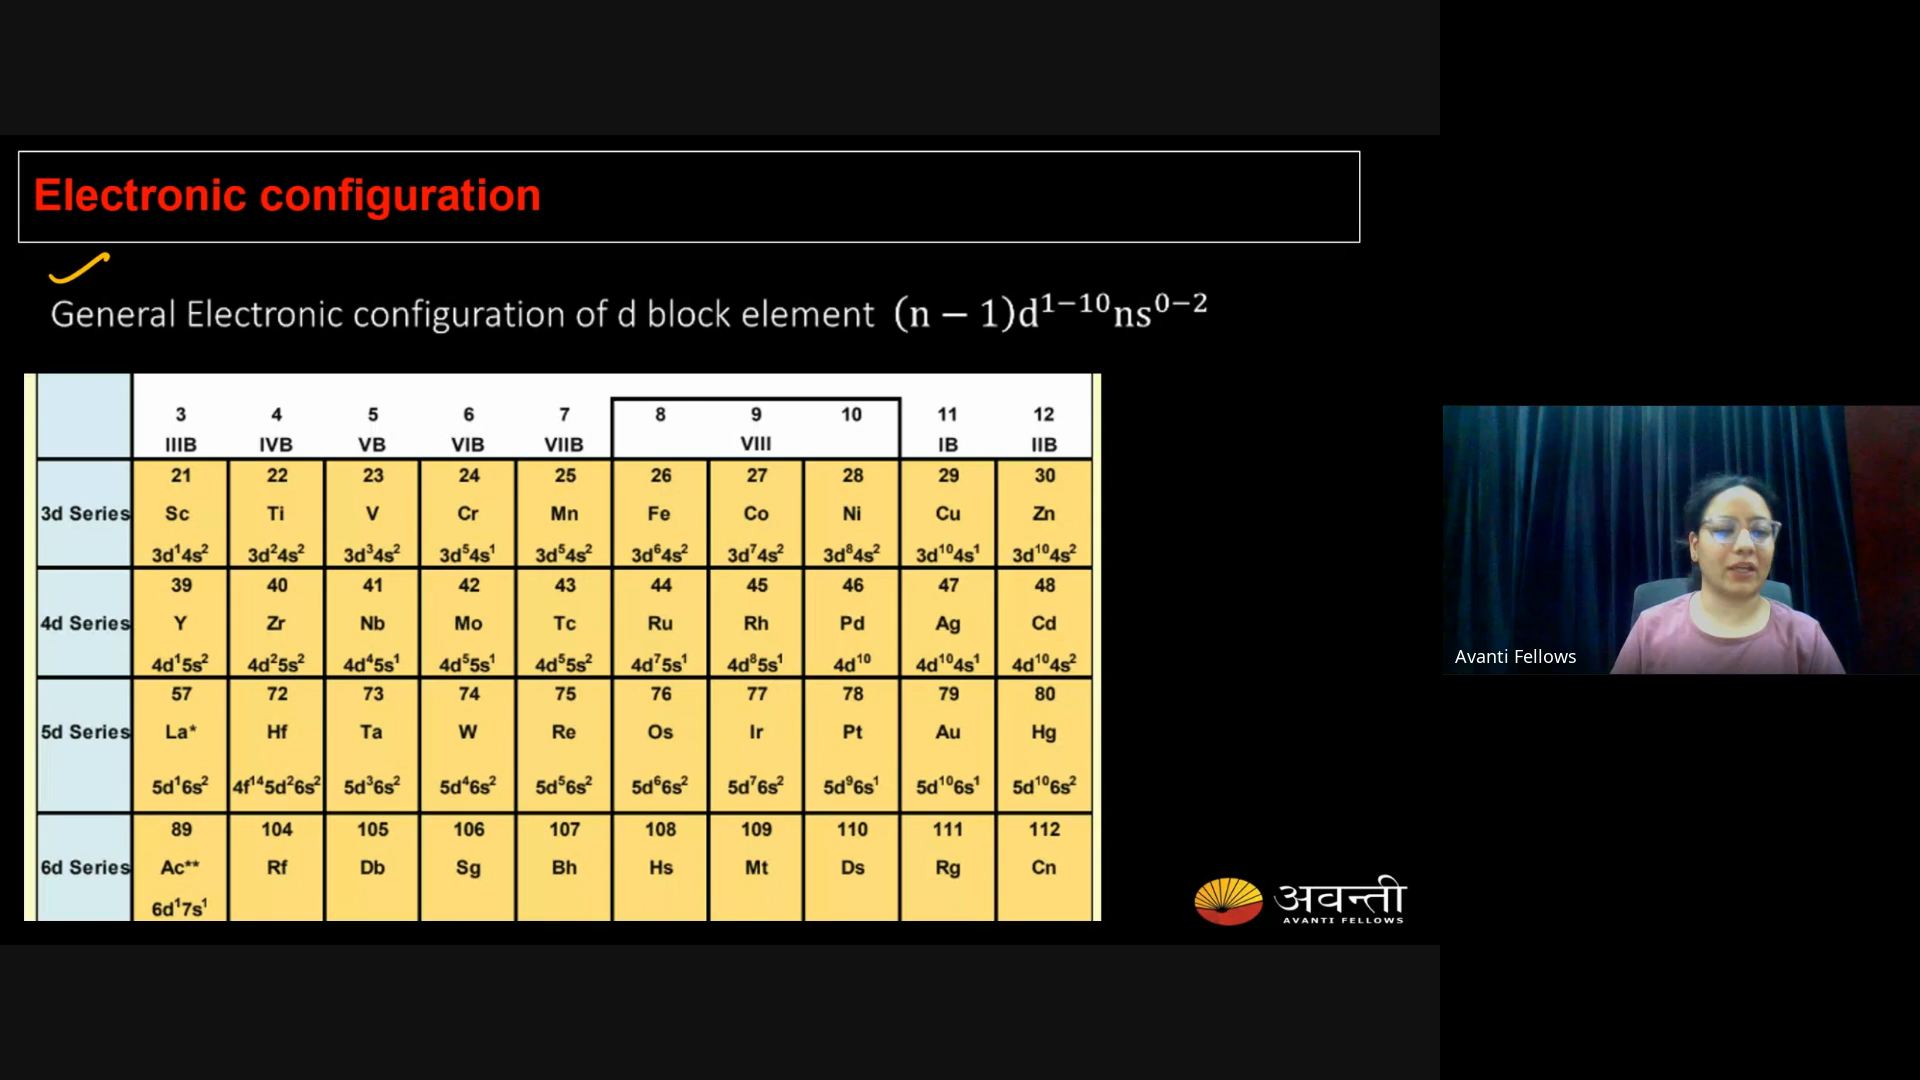 Electronic configuration
General Electronic configuration of d block element (n − 1)d¹⁻¹⁰ns⁰⁻²
3 4 5 6 7 8 9 10 11 12
IIIB IVB VB VIB VIIB VIII IB IIB
21 22 23 24 25 26 27 28 29 30
3d Series Sc Ti V Cr Mn Fe Co Ni Cu Zn
3d¹4s² 3d²4s² 3d³4s² 3d⁵4s¹ 3d⁵4s² 3d⁶4s² 3d⁷4s² 3d⁸4s² 3d¹⁰4s¹ 3d¹⁰4s²
39 40 41 42 43 44 45 46 47 48
4d Series Y Zr Nb Mo Tc Ru Rh Pd Ag Cd
4d¹5s² 4d²5s² 4d⁴5s¹ 4d⁵5s¹ 4d⁵5s² 4d⁷5s¹ 4d⁸5s¹ 4d¹⁰ 4d¹⁰4s¹ 4d¹⁰4s²
57 72 73 74 75 76 77 78 79 80
5d Series La* Hf Ta W Re Os Ir Pt Au Hg
5d¹6s² 4f¹⁴5d²6s² 5d³6s² 5d⁴6s² 5d⁵6s² 5d⁶6s² 5d⁷6s² 5d⁹6s¹ 5d¹⁰6s¹ 5d¹⁰6s²
89 104 105 106 107 108 109 110 111 112
6d Series Ac** Rf Db Sg Bh Hs Mt Ds Rg Cn
6d¹7s¹
अवन्ती
AVANTI FELLOWS
Avanti Fellows